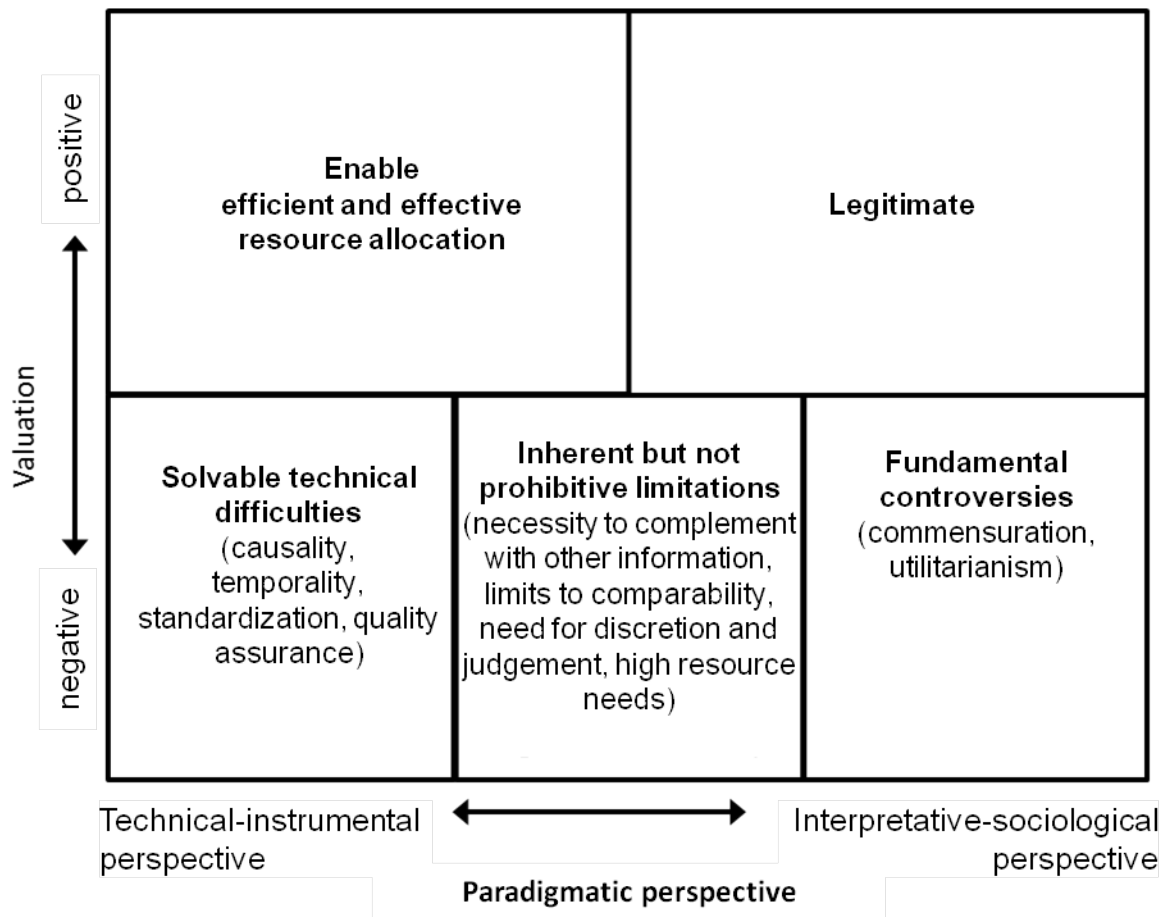 positive
Valuation
negative
Enable
efficient and effective
resource allocation
Legitimate
Solvable technical
difficulties
(causality,
temporality,
standardization, quality
assurance)
Inherent but not
prohibitive limitations
(necessity to complement
with other information,
limits to comparability,
need for discretion and
judgement, high resource
needs)
Fundamental
controversies
(commensuration,
utilitarianism)
Technical-instrumental
perspective
Interpretative-sociological
perspective
Paradigmatic perspective